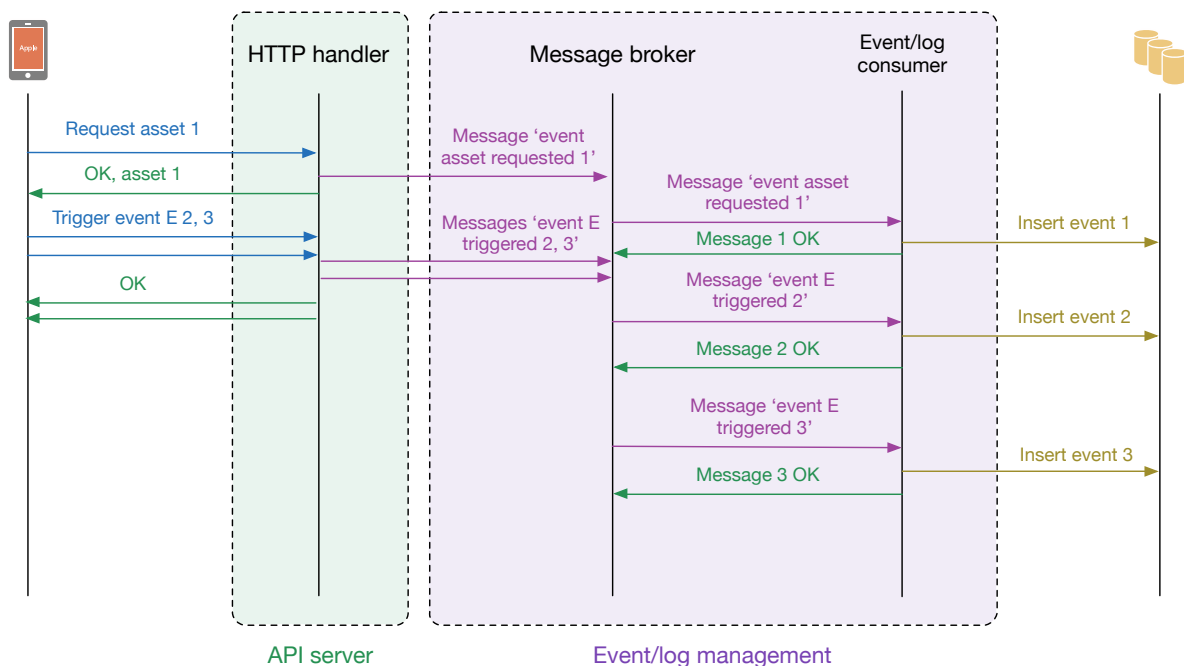 Apple
HTTP handler
Message broker
Event/log
consumer
Request asset 1
Message ‘event
asset requested 1’
OK, asset 1
Message ‘event asset
requested 1’
Trigger event E 2, 3
Messages ‘event E
triggered 2, 3’
Message 1 OK
Insert event 1
OK
Message ‘event E
triggered 2’
Insert event 2
Message 2 OK
Message ‘event E
triggered 3’
Insert event 3
Message 3 OK
API server
Event/log management